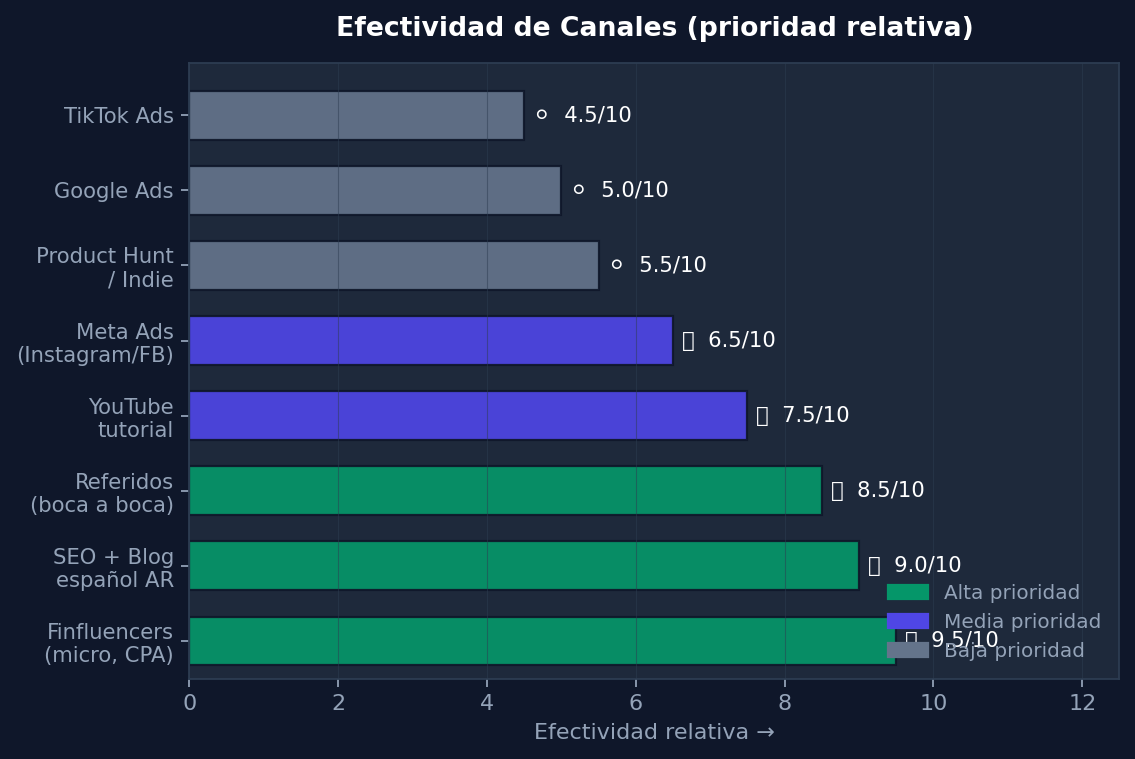 Efectividad de Canales (prioridad relativa)
TikTok Ads
4.5/10
Google Ads
5.0/10
Product Hunt
/ Indie
5.5/10
Meta Ads
(Instagram/FB)
6.5/10
YouTube
tutorial
7.5/10
Referidos
(boca a boca)
8.5/10
SEO + Blog
español AR
9.0/10
Finfluencers
(micro, CPA)
9.5/10
Alta prioridad
Media prioridad
Baja prioridad
0 2 4 6 8 10 12
Efectividad relativa →